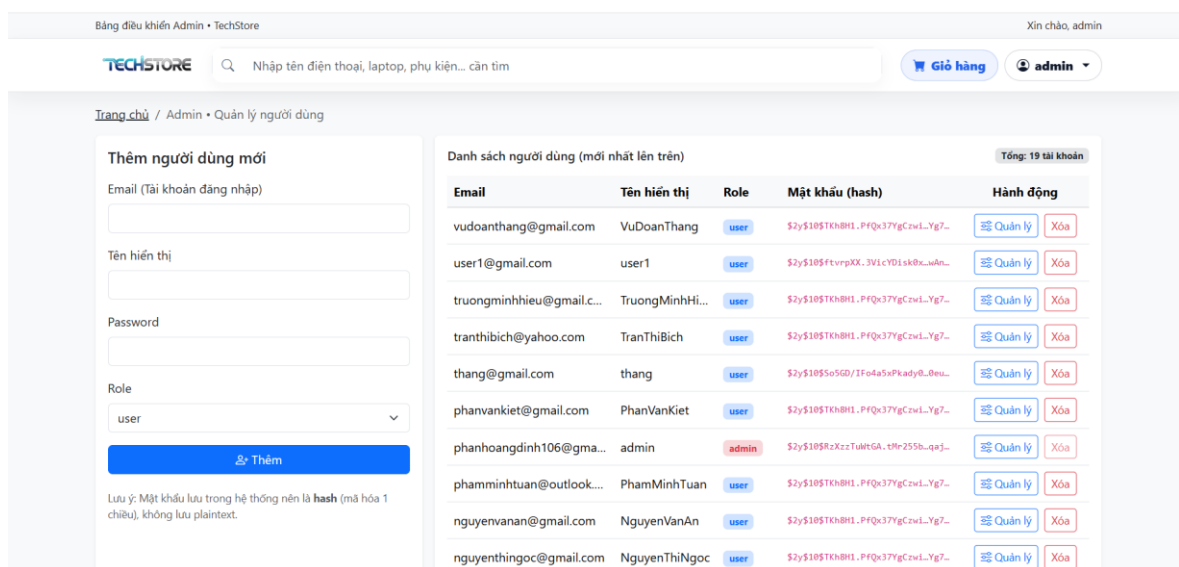 Bảng điều khiển Admin • TechStore
Xin chào, admin
TECHSTORE
Nhập tên điện thoại, laptop, phụ kiện... cần tìm
Giỏ hàng
admin
Trang chủ / Admin • Quản lý người dùng
Thêm người dùng mới
Email (Tài khoản đăng nhập)
Tên hiển thị
Password
Role
user
Thêm
Lưu ý: Mật khẩu lưu trong hệ thống nên là hash (mã hóa 1
chiều), không lưu plaintext.
Danh sách người dùng (mới nhất lên trên)
Tổng: 19 tài khoản
Email Tên hiển thị Role Mật khẩu (hash) Hành động
vudoanthang@gmail.com VuDoanThang user $2y$10$TKh8H1.PfQx37YgCzwi…Yg7… Quản lý Xóa
user1@gmail.com user1 user $2y$10$ftvrpXX.3VicYDisk0x…wAn… Quản lý Xóa
truongminhhieu@gmail.c... TruongMinhHi... user $2y$10$TKh8H1.PfQx37YgCzwi…Yg7… Quản lý Xóa
tranthibich@yahoo.com TranThiBich user $2y$10$TKh8H1.PfQx37YgCzwi…Yg7… Quản lý Xóa
thang@gmail.com thang user $2y$10$5o5GD/IFo4a5xPkady0…0eu… Quản lý Xóa
phanvankiet@gmail.com PhanVanKiet user $2y$10$TKh8H1.PfQx37YgCzwi…Yg7… Quản lý Xóa
phanhoangdinh106@gma... admin admin $2y$10$RzXzzTuWtGA.tMr255b…qaj… Quản lý Xóa
phamminhtuan@outlook.... PhamMinhTuan user $2y$10$TKh8H1.PfQx37YgCzwi…Yg7… Quản lý Xóa
nguyenvanan@gmail.com NguyenVanAn user $2y$10$TKh8H1.PfQx37YgCzwi…Yg7… Quản lý Xóa
nguyenthingoc@gmail.com NguyenThiNgoc user $2y$10$TKh8H1.PfQx37YgCzwi…Yg7… Quản lý Xóa